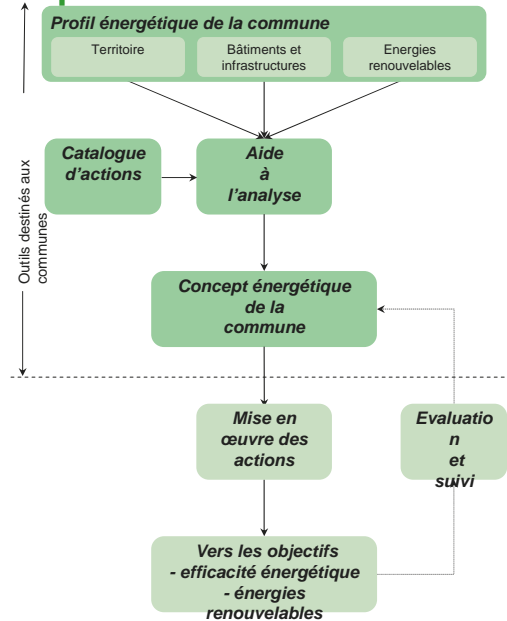 Profil énergétique de la commune
Territoire
Bâtiments et
infrastructures
Energies
renouvelables
Catalogue
d'actions
Aide
à
l'analyse
Outils destinés aux
communes
Concept énergétique
de la
commune
Mise en
œuvre des
actions
Evaluatio
n
et
suivi
Vers les objectifs
- efficacité énergétique
- énergies
renouvelables